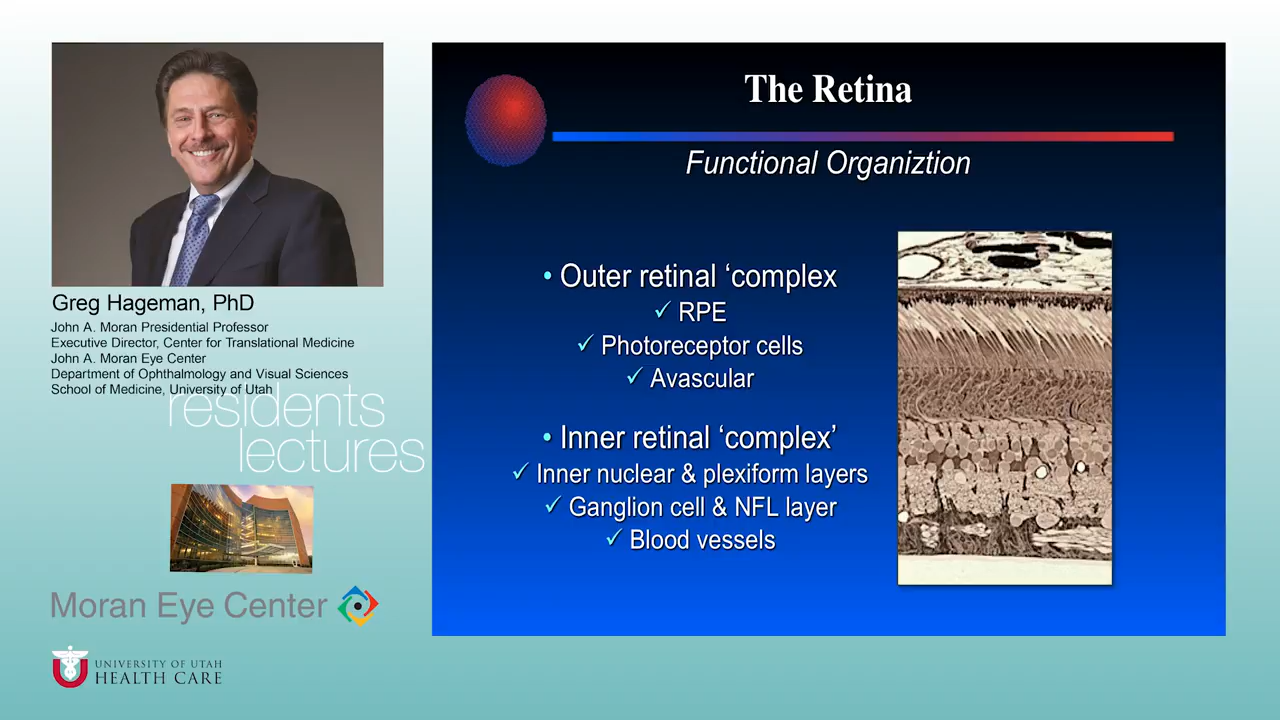 Greg Hageman, PhD
John A. Moran Presidential Professor
Executive Director, Center for Translational Medicine
John A. Moran Eye Center
Department of Ophthalmology and Visual Sciences
School of Medicine, University of Utah
residents
lectures
Moran Eye Center
UNIVERSITY OF UTAH
HEALTH CARE
The Retina
Functional Organiztion
• Outer retinal ‘complex
✓ RPE
✓ Photoreceptor cells
✓ Avascular
• Inner retinal ‘complex’
✓ Inner nuclear & plexiform layers
✓ Ganglion cell & NFL layer
✓ Blood vessels